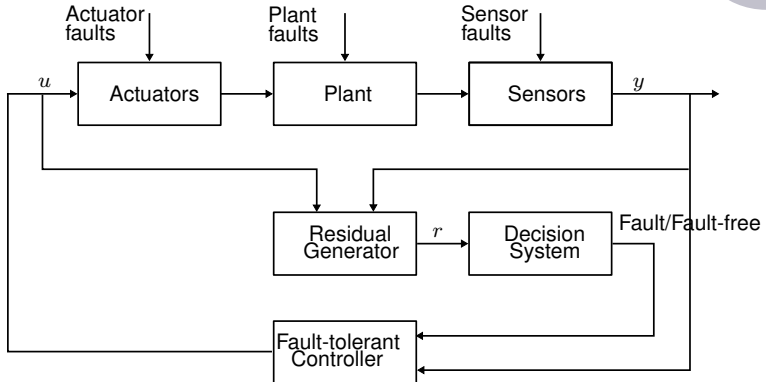 Actuator
faults
Plant
faults
Sensor
faults
u
Actuators
Plant
Sensors
y
Residual
Generator
r
Decision
System
Fault/Fault-free
Fault-tolerant
Controller